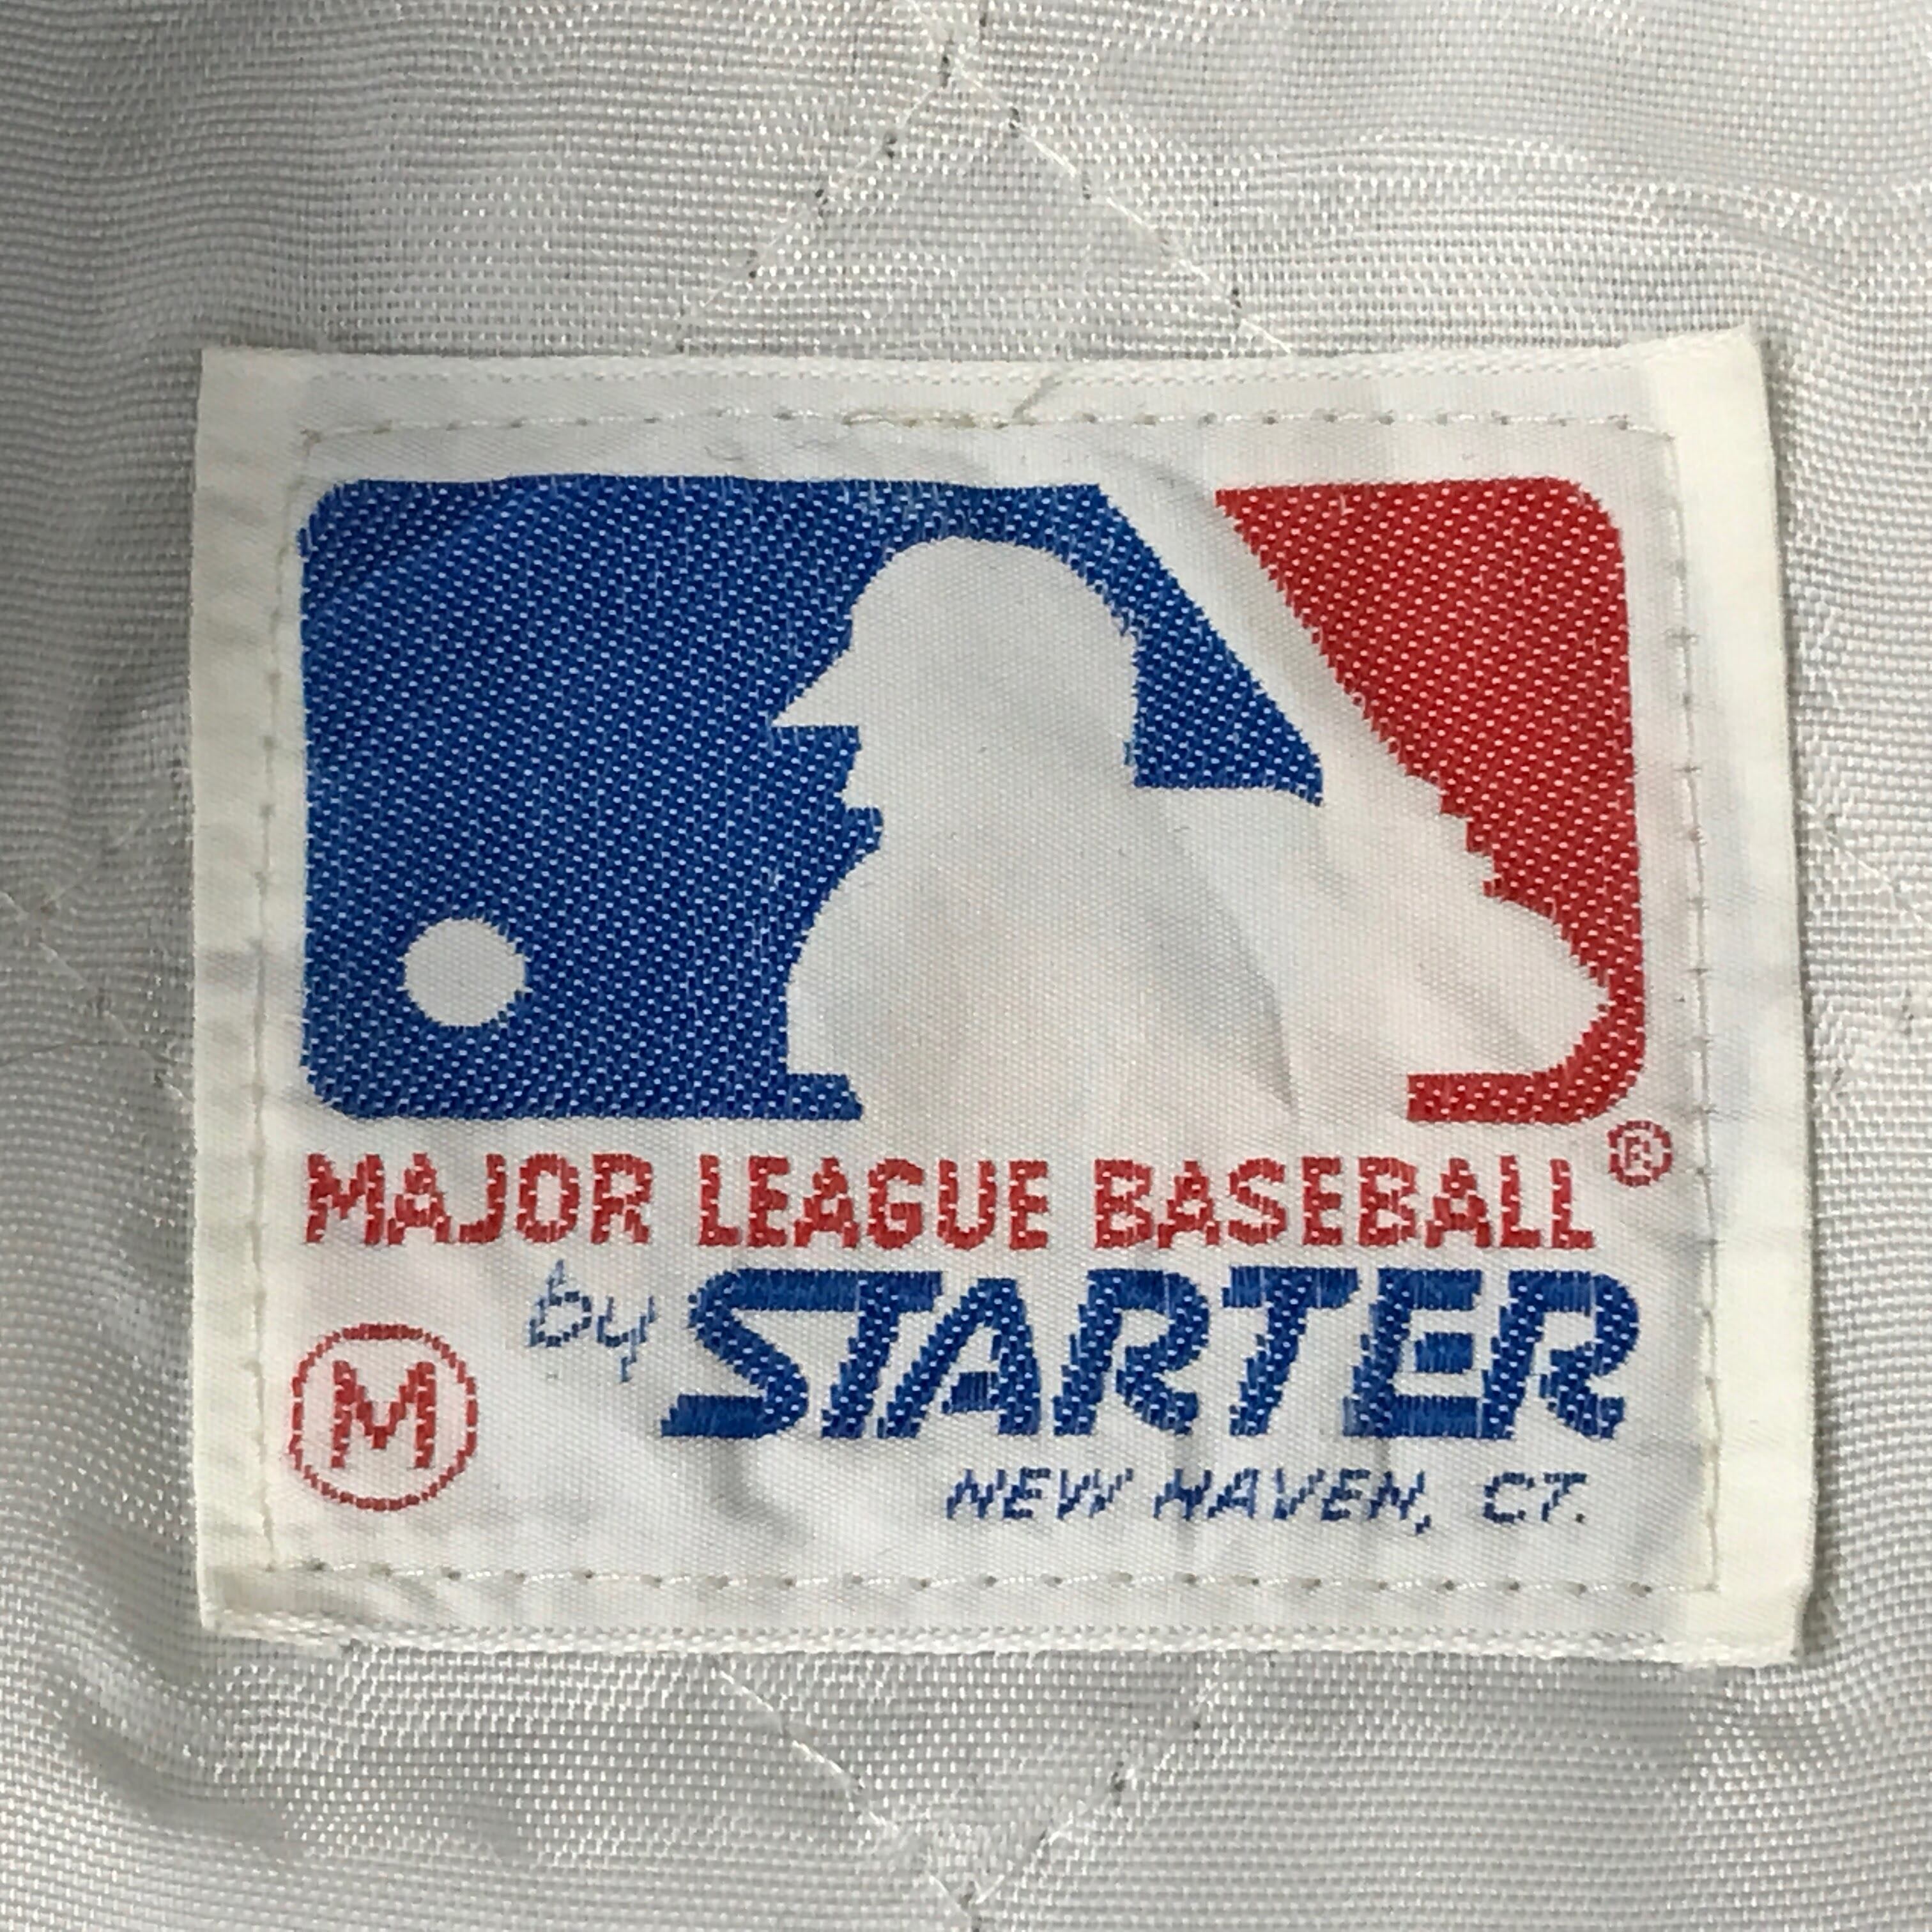 MAJOR LEAGUE BASEBALL®
by STARTER
M
NEW HAVEN, CT.